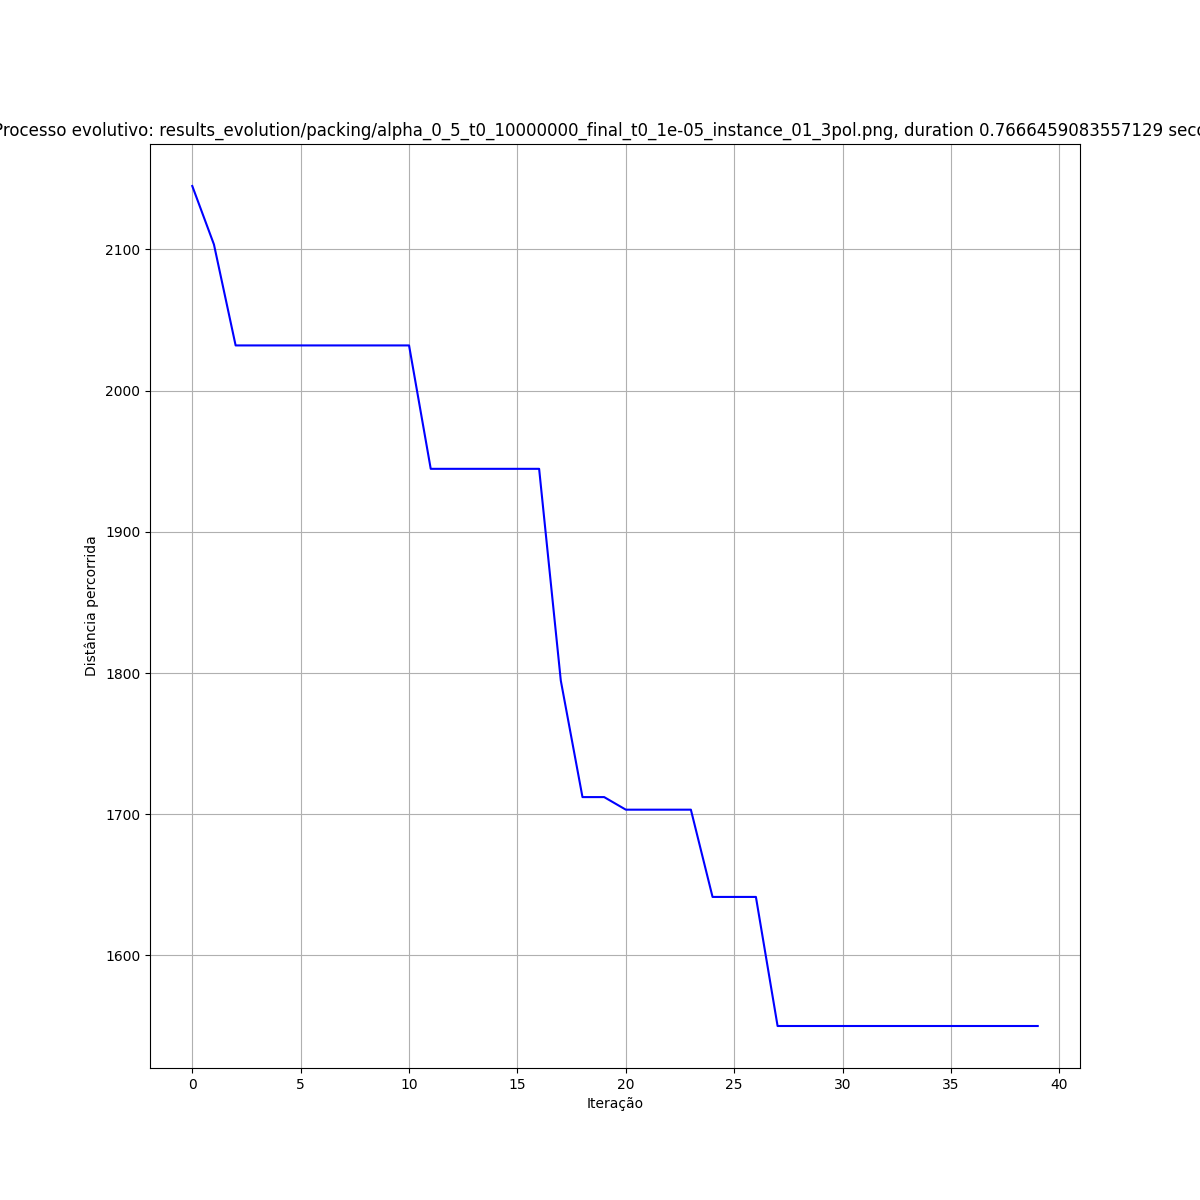 Processo evolutivo: results_evolution/packing/alpha_0_5_t0_10000000_final_t0_1e-05_instance_01_3pol.png, duration 0.7666459083557129
2100
2000
1900
1800
1700
1600
Distância percorrida
0 5 10 15 20 25 30 35 40
Iteração